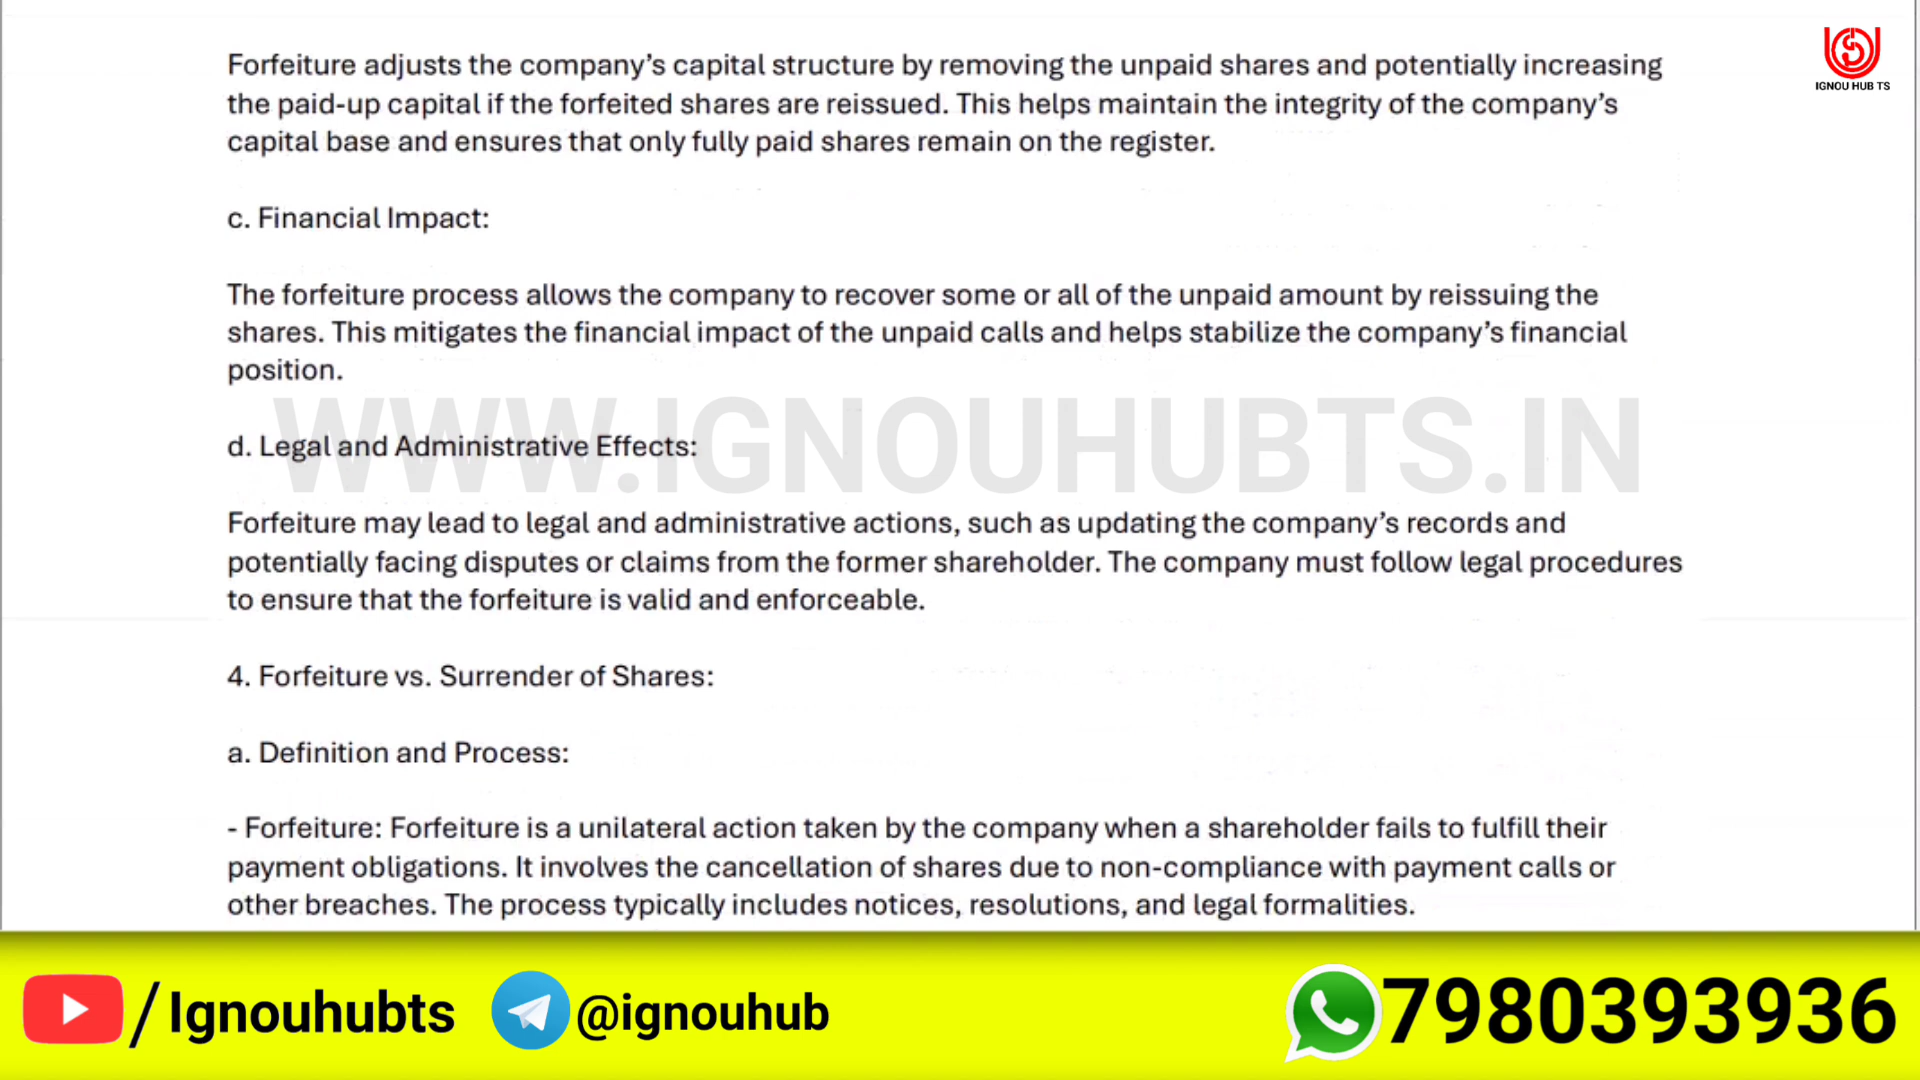 IGNOU HUB TS
Forfeiture adjusts the company’s capital structure by removing the unpaid shares and potentially increasing
the paid-up capital if the forfeited shares are reissued. This helps maintain the integrity of the company’s
capital base and ensures that only fully paid shares remain on the register.
c. Financial Impact:
The forfeiture process allows the company to recover some or all of the unpaid amount by reissuing the
shares. This mitigates the financial impact of the unpaid calls and helps stabilize the company’s financial
position.
WWW.IGNOUHUBTS.IN
d. Legal and Administrative Effects:
Forfeiture may lead to legal and administrative actions, such as updating the company’s records and
potentially facing disputes or claims from the former shareholder. The company must follow legal procedures
to ensure that the forfeiture is valid and enforceable.
4. Forfeiture vs. Surrender of Shares:
a. Definition and Process:
- Forfeiture: Forfeiture is a unilateral action taken by the company when a shareholder fails to fulfill their
payment obligations. It involves the cancellation of shares due to non-compliance with payment calls or
other breaches. The process typically includes notices, resolutions, and legal formalities.
/Ignouhubts @ignouhub 7980393936